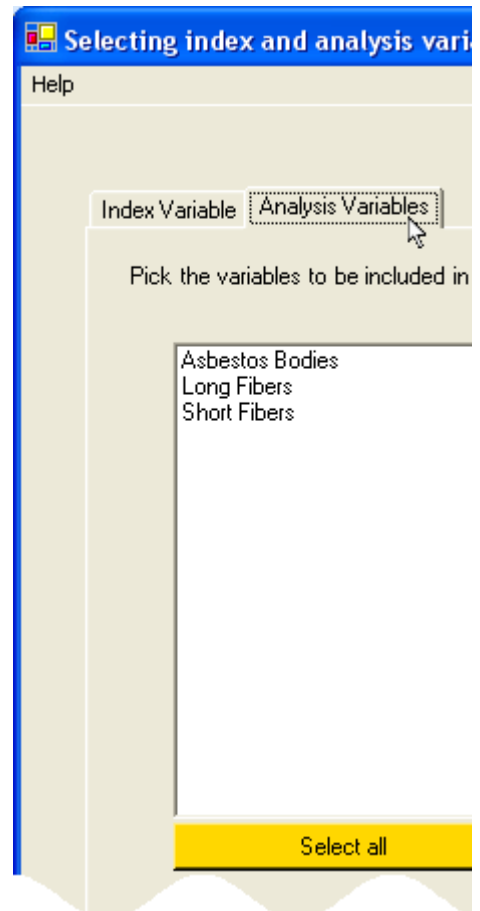 Selecting index and analysis vari
Help
Index Variable Analysis Variables
Pick the variables to be included in
Asbestos Bodies
Long Fibers
Short Fibers
Select all